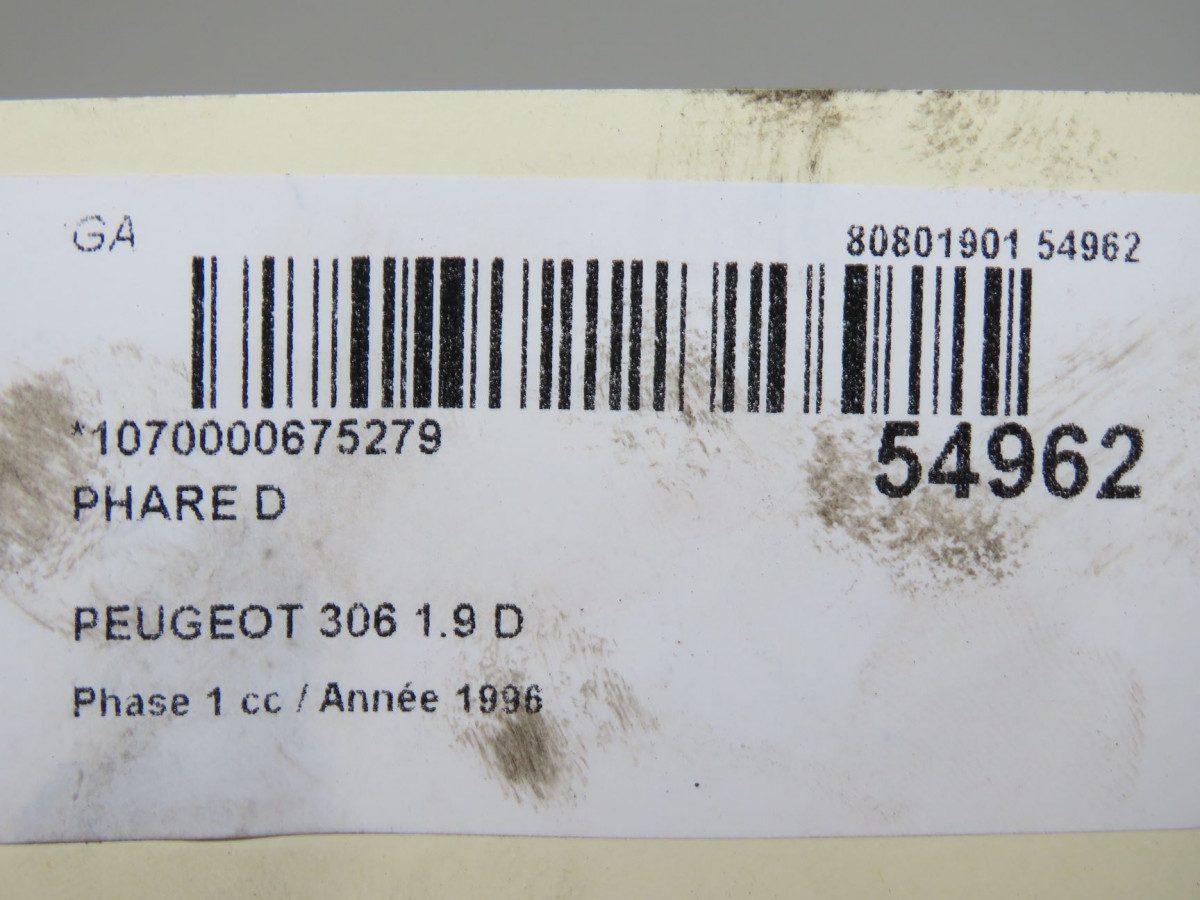 GA
80801901 54962
*1070000675279
54962
PHARE D
PEUGEOT 306 1.9 D
Phase 1 cc / Année 1996